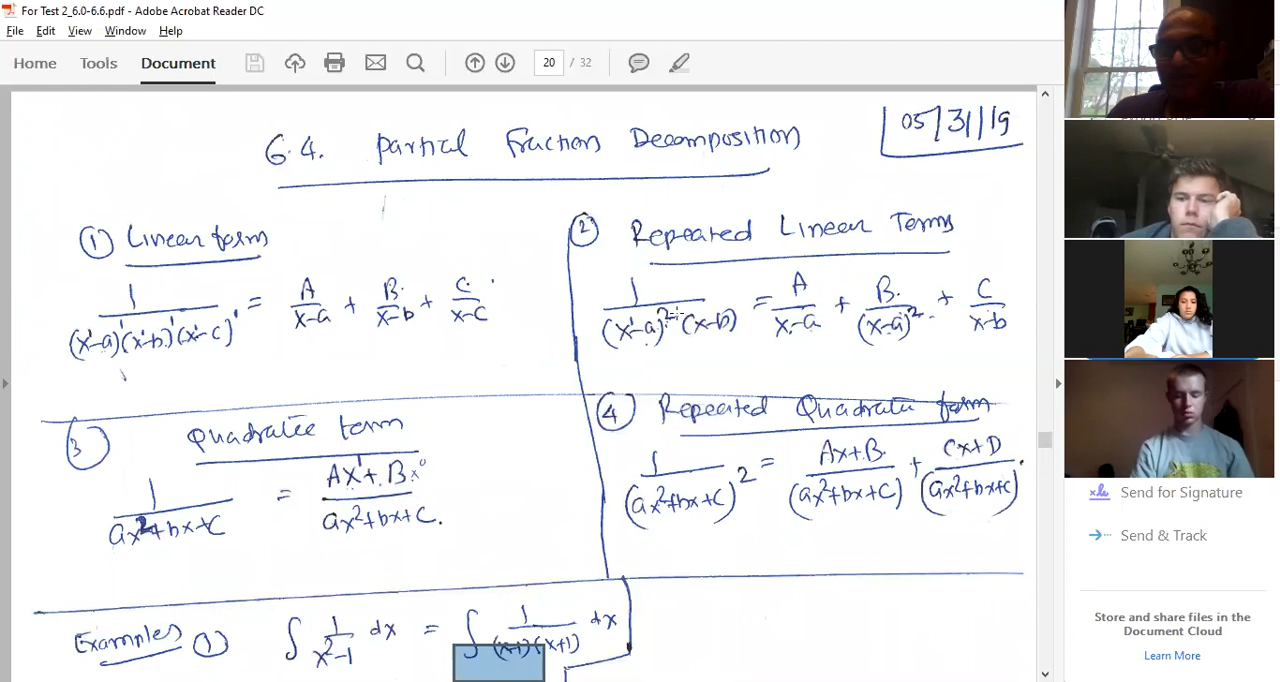 For Test 2_6.0-6.6.pdf - Adobe Acrobat Reader DC
File Edit View Window Help
Home Tools Document 20 / 32
6.4. Partial Fraction Decomposition
05/31/19
① Linear form
1/((x-a)(x-b)(x-c)) = A/(x-a) + B/(x-b) + C/(x-c)
② Repeated Linear Terms
1/((x-a)²(x-b)) = A/(x-a) + B/(x-a)² + C/(x-b)
③ Quadratic term
1/(ax²+bx+c) = (Ax¹+Bx⁰)/(ax²+bx+c).
④ Repeated Quadratic form
1/(ax²+bx+c)² = (Ax+B)/(ax²+bx+c) + (Cx+D)/(ax²+bx+c).
Examples ① ∫ 1/(x²-1) dx = ∫ 1/((x-1)(x+1)) dx
Send for Signature
Send & Track
Store and share files in the
Document Cloud
Learn More